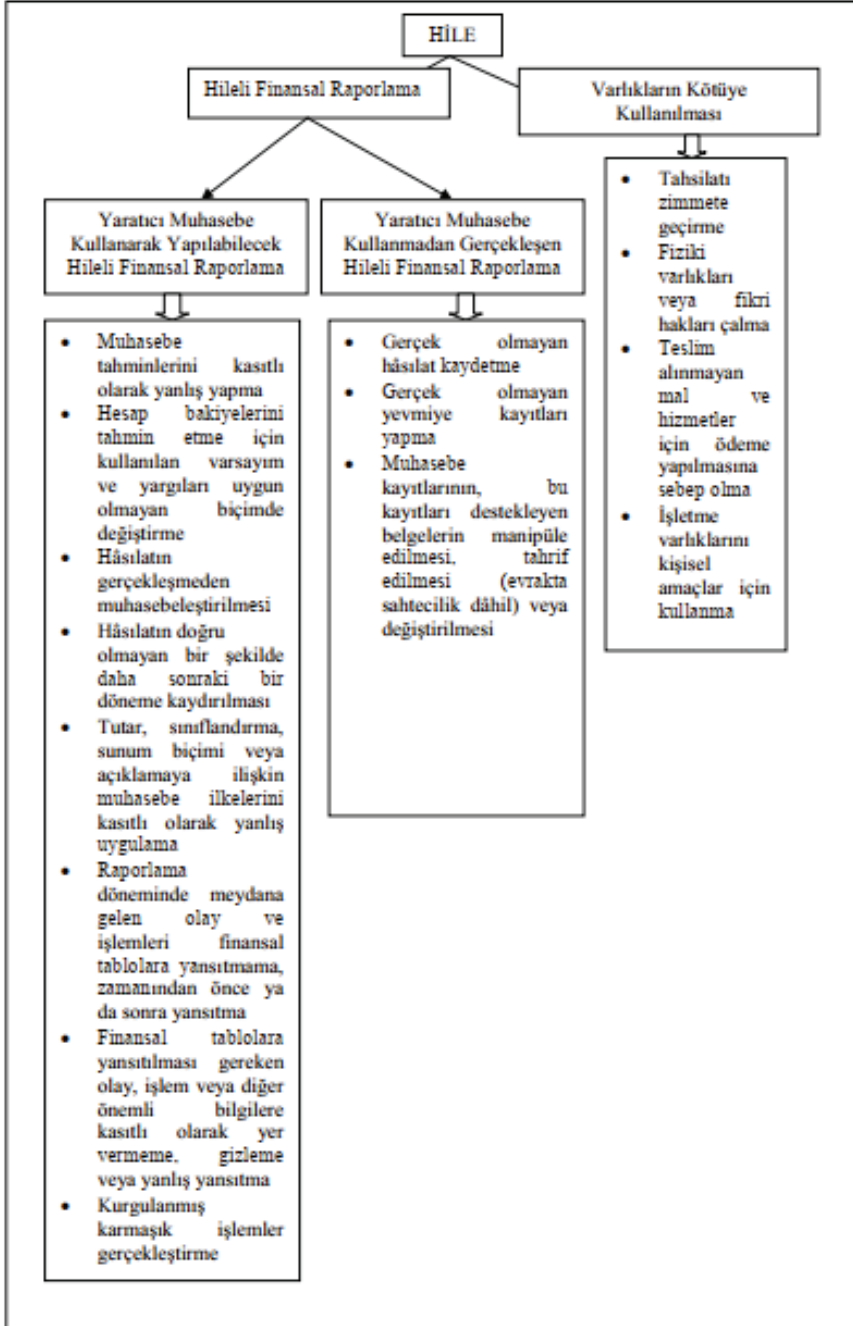 HİLE
Hileli Finansal Raporlama
Varlıkların Kötüye
Kullanılması
Yaratıcı Muhasebe
Kullanarak Yapılabilecek
Hileli Finansal Raporlama
Yaratıcı Muhasebe
Kullanmadan Gerçekleşen
Hileli Finansal Raporlama
• Muhasebe
tahminlerini kasıtlı
olarak yanlış yapma
• Hesap bakiyelerini
tahmin etme için
kullanılan varsayım
ve yargıları uygun
olmayan biçimde
değiştirme
• Hâsılatın
gerçekleşmeden
muhasebeleştirilmesi
• Hâsılatın doğru
olmayan bir şekilde
daha sonraki bir
döneme kaydırılması
• Tutar, sınıflandırma,
sunum biçimi veya
açıklamaya ilişkin
muhasebe ilkelerini
kasıtlı olarak yanlış
uygulama
• Raporlama
döneminde meydana
gelen olay ve
işlemleri finansal
tablolara yansıtmama,
zamanından önce ya
da sonra yansıtma
• Finansal tablolara
yansıtılması gereken
olay, işlem veya diğer
önemli bilgilere
kasıtlı olarak yer
vermeme, gizleme
veya yanlış yansıtma
• Kurgulanmış
karmaşık işlemler
gerçekleştirme
• Gerçek olmayan
hâsılat kaydetme
• Gerçek olmayan
yevmiye kayıtları
yapma
• Muhasebe
kayıtlarının, bu
kayıtları destekleyen
belgelerin manipüle
edilmesi, tahrif
edilmesi (evrakta
sahtecilik dâhil) veya
değiştirilmesi
• Tahsilatı
zimmete
geçirme
• Fiziki
varlıkları
veya fikri
hakları çalma
• Teslim
alınmayan
mal ve
hizmetler
için ödeme
yapılmasına
sebep olma
• İşletme
varlıklarını
kişisel
amaçlar için
kullanma